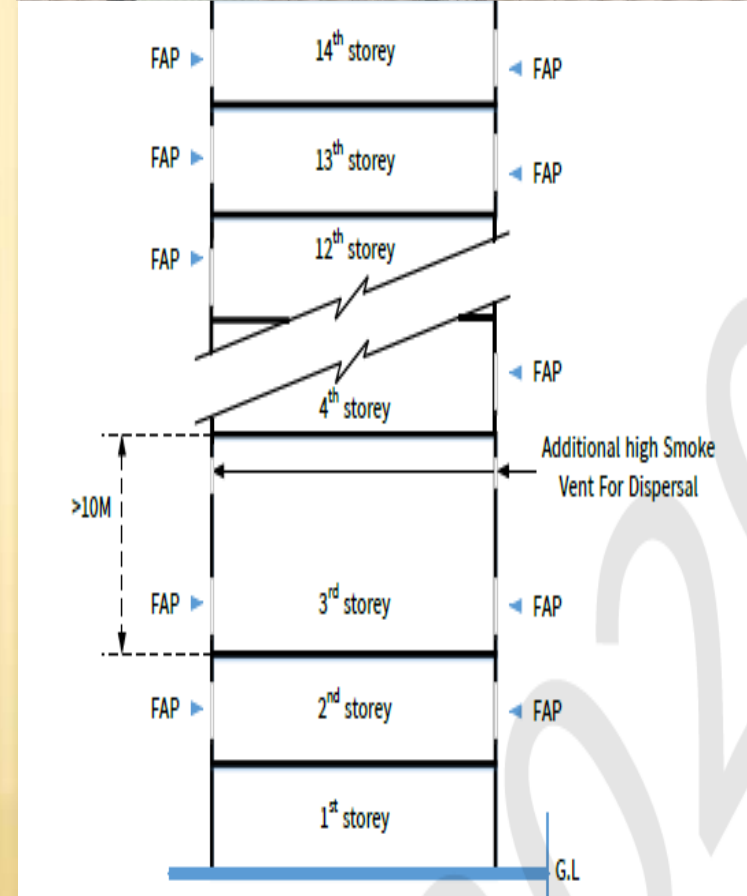 FAP 14th storey FAP
FAP 13th storey FAP
FAP 12th storey
FAP
4th storey
Additional high Smoke
Vent For Dispersal
>10M
FAP 3rd storey FAP
FAP 2nd storey FAP
1st storey
G.L